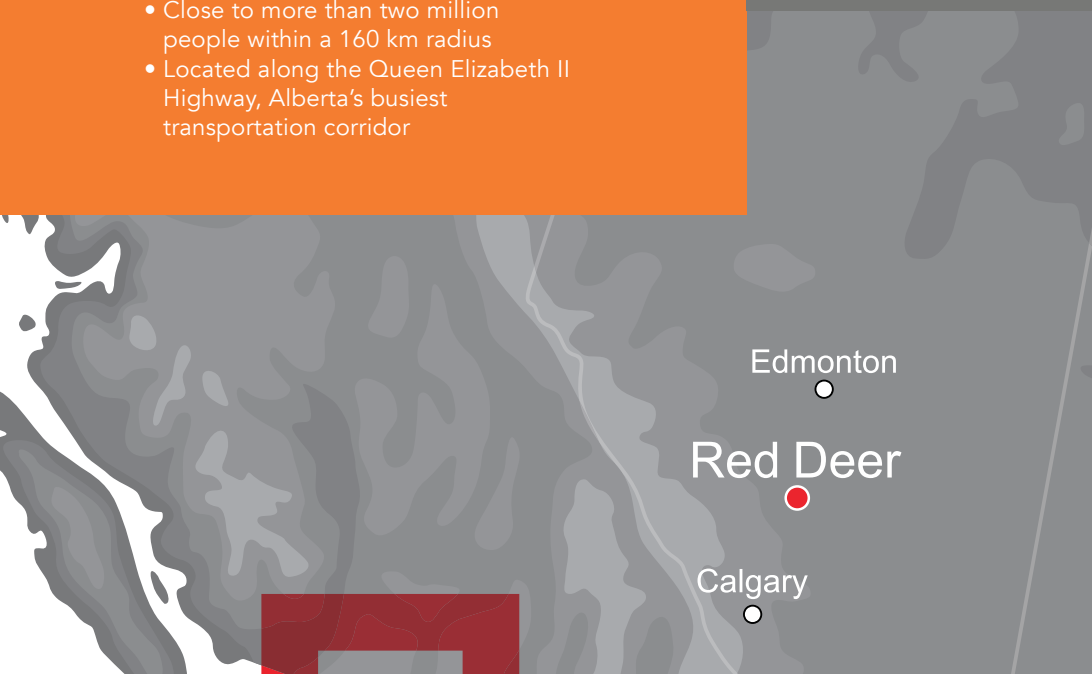 • Close to more than two million
people within a 160 km radius
• Located along the Queen Elizabeth II
Highway, Alberta’s busiest
transportation corridor
Edmonton
Red Deer
Calgary